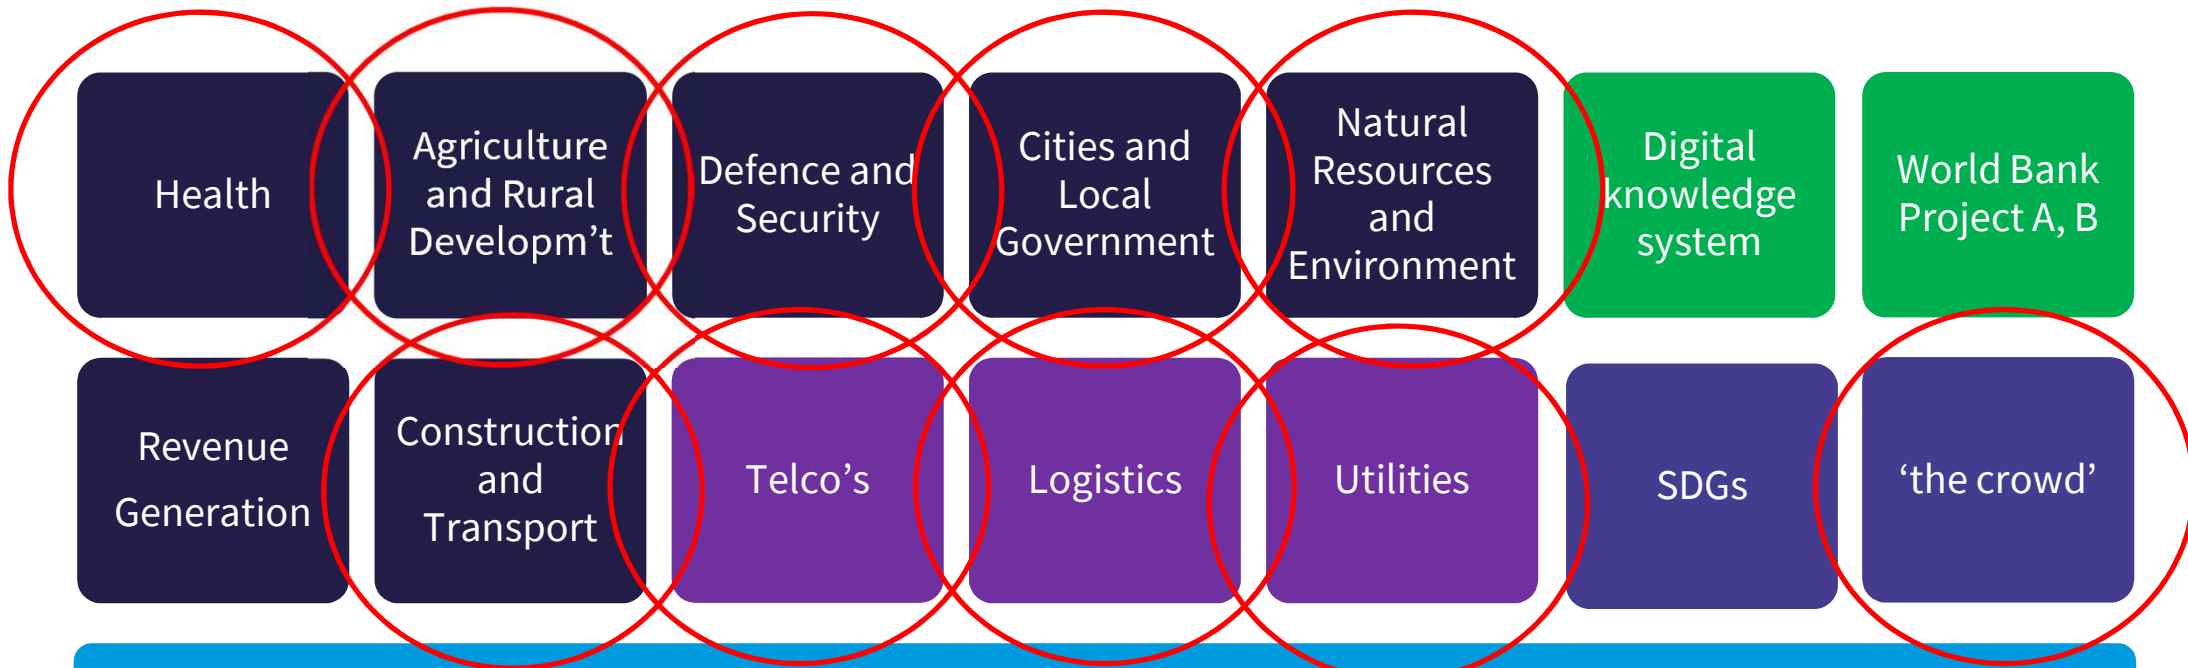 Health
Agriculture
and Rural
Developm’t
Defence and
Security
Cities and
Local
Government
Natural
Resources
and
Environment
Digital
knowledge
system
World Bank
Project A, B
Revenue
Generation
Construction
and
Transport
Telco’s
Logistics
Utilities
SDGs
‘the crowd’